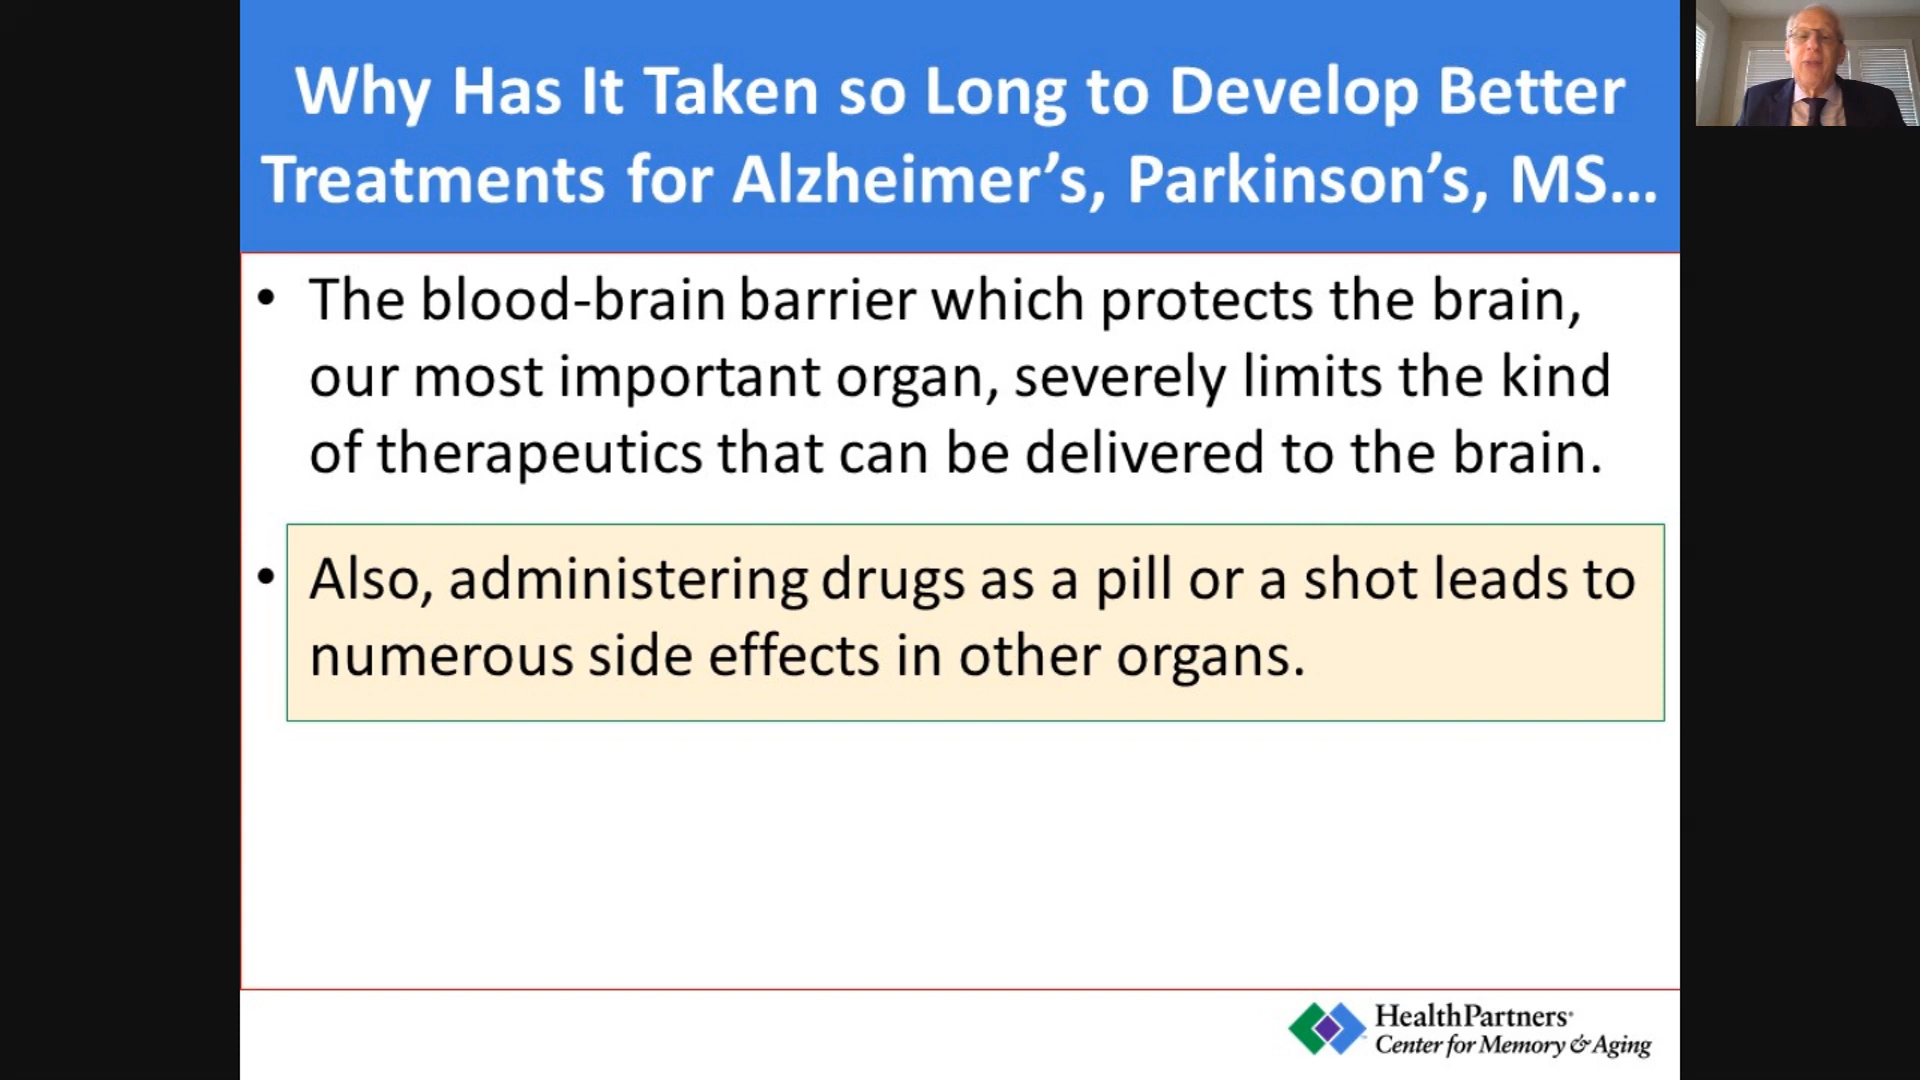 Why Has It Taken so Long to Develop Better
Treatments for Alzheimer’s, Parkinson’s, MS...
• The blood-brain barrier which protects the brain,
our most important organ, severely limits the kind
of therapeutics that can be delivered to the brain.
• Also, administering drugs as a pill or a shot leads to
numerous side effects in other organs.
HealthPartners®
Center for Memory & Aging